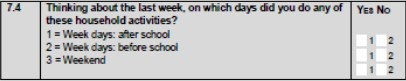 7.4 Thinking about the last week, on which days did you do any of these household activities? YES NO
1 = Week days: after school 1 2
2 = Week days: before school 1 2
3 = Weekend 1 2